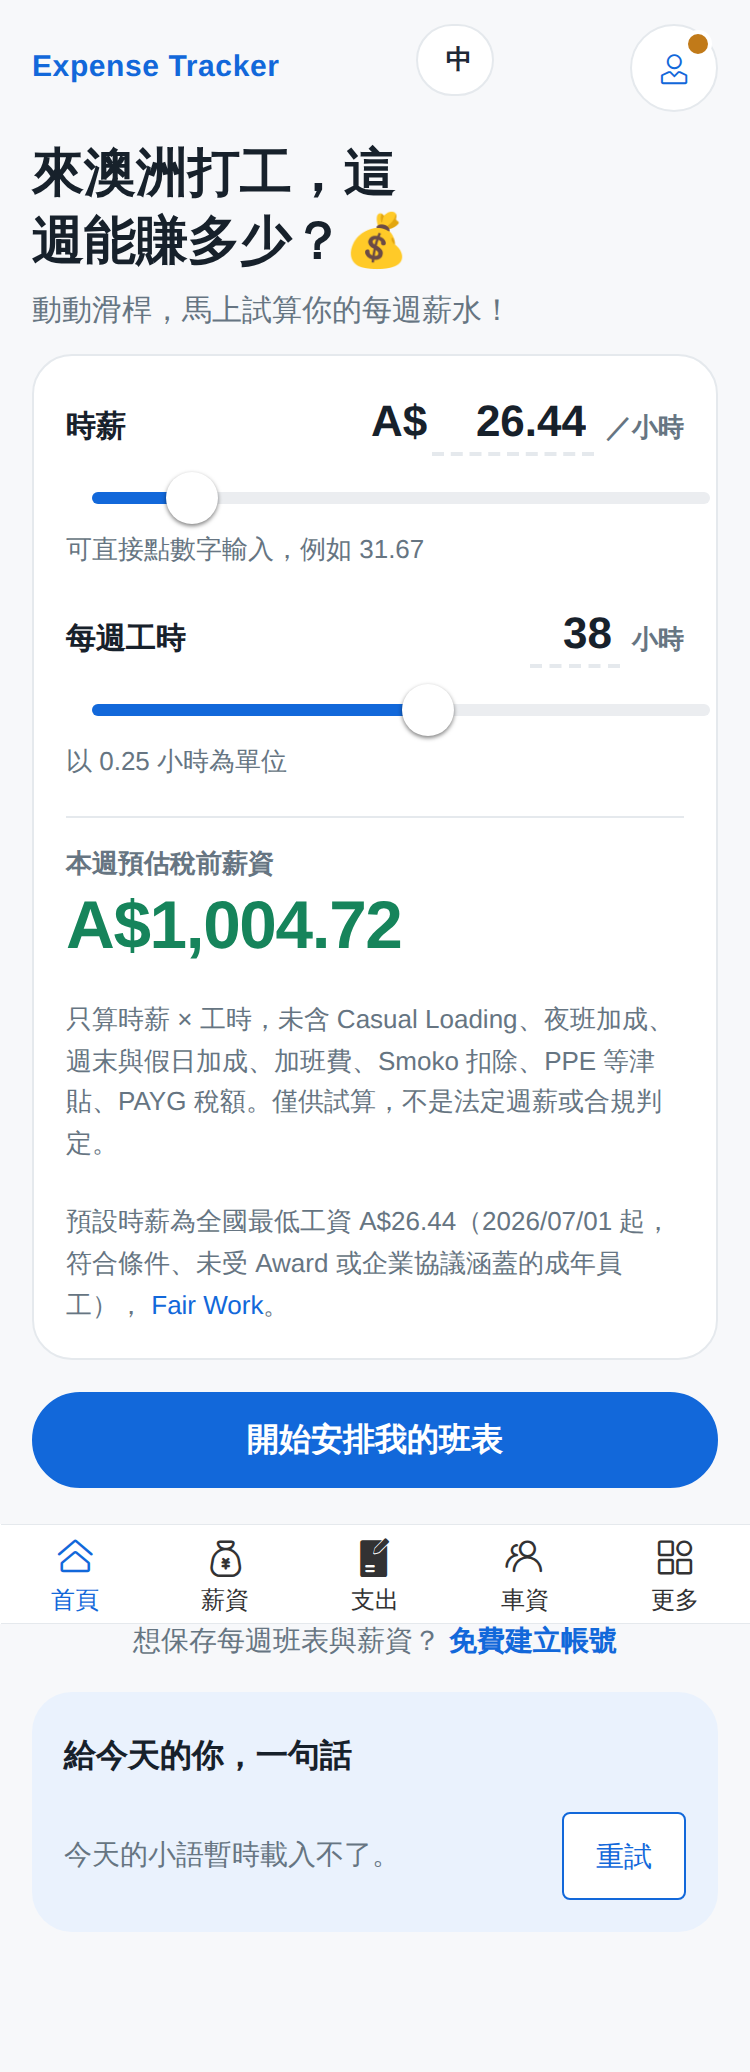 Expense Tracker
中
來澳洲打工，這
週能賺多少？💰
動動滑桿，馬上試算你的每週薪水！
時薪 A$ 26.44 ／小時
可直接點數字輸入，例如 31.67
每週工時 38 小時
以 0.25 小時為單位
本週預估稅前薪資
A$1,004.72
只算時薪 × 工時，未含 Casual Loading、夜班加成、
週末與假日加成、加班費、Smoko 扣除、PPE 等津
貼、PAYG 稅額。僅供試算，不是法定週薪或合規判
定。
預設時薪為全國最低工資 A$26.44（2026/07/01 起，
符合條件、未受 Award 或企業協議涵蓋的成年員
工）， Fair Work。
開始安排我的班表
首頁 薪資 支出 車資 更多
想保存每週班表與薪資？ 免費建立帳號
給今天的你，一句話
今天的小語暫時載入不了。 重試